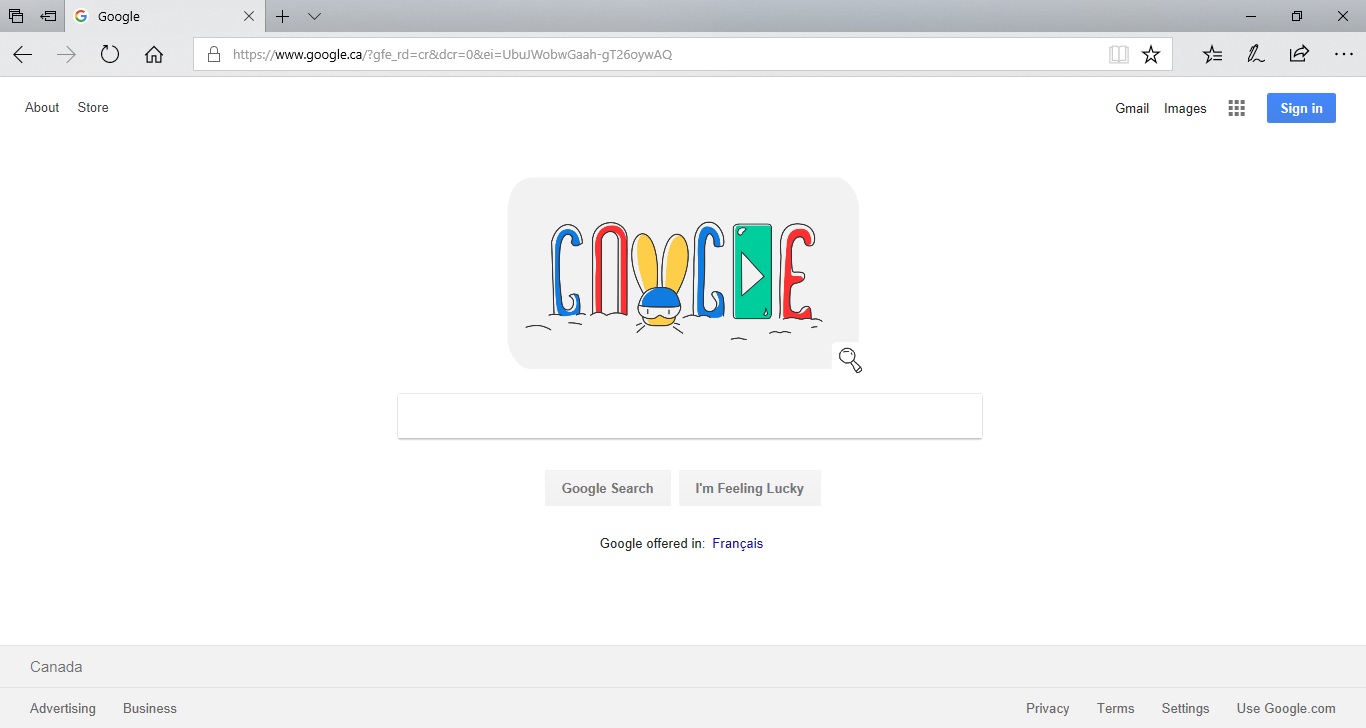 Google
https://www.google.ca/?gfe_rd=cr&dcr=0&ei=UbuJWobwGaah-gT26oywAQ
About Store
Gmail Images Sign in
Google Search I'm Feeling Lucky
Google offered in: Français
Canada
Advertising Business
Privacy Terms Settings Use Google.com